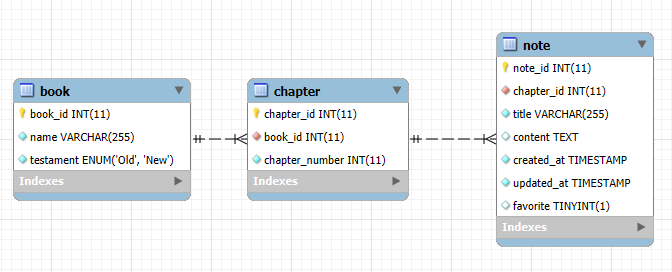 book
book_id INT(11)
name VARCHAR(255)
testament ENUM('Old', 'New')
Indexes
chapter
chapter_id INT(11)
book_id INT(11)
chapter_number INT(11)
Indexes
note
note_id INT(11)
chapter_id INT(11)
title VARCHAR(255)
content TEXT
created_at TIMESTAMP
updated_at TIMESTAMP
favorite TINYINT(1)
Indexes